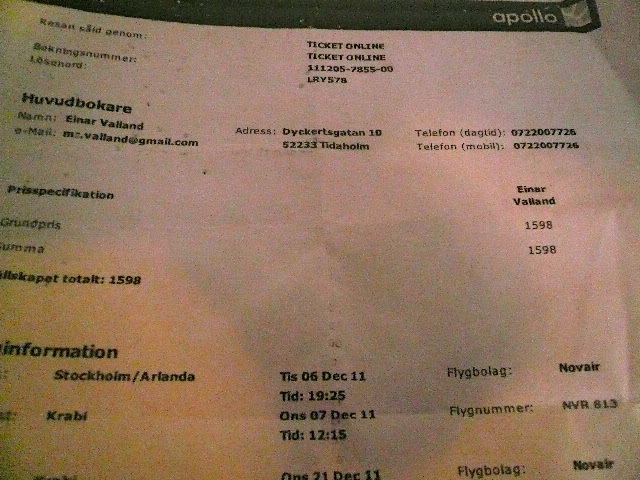 apollo
Resan såld genom: TICKET ONLINE
TICKET ONLINE
Bokningsnummer: 111205-7855-00
Lösenord: LRY578
Huvudbokare
Namn: Einar Valland Adress: Dyckertsgatan 10 Telefon (dagtid): 0722007726
e-Mail: mc.valland@gmail.com 52233 Tidaholm Telefon (mobil): 0722007726
Prisspecifikation Einar
Valland
Grundpris 1598
umma 1598
llskapet totalt: 1598
information
Stockholm/Arlanda Tis 06 Dec 11 Flygbolag: Novair
Tid: 19:25
Krabi Ons 07 Dec 11 Flygnummer: NVR 813
Tid: 12:15
Krabi Ons 21 Dec 11 Flygbolag: Novair